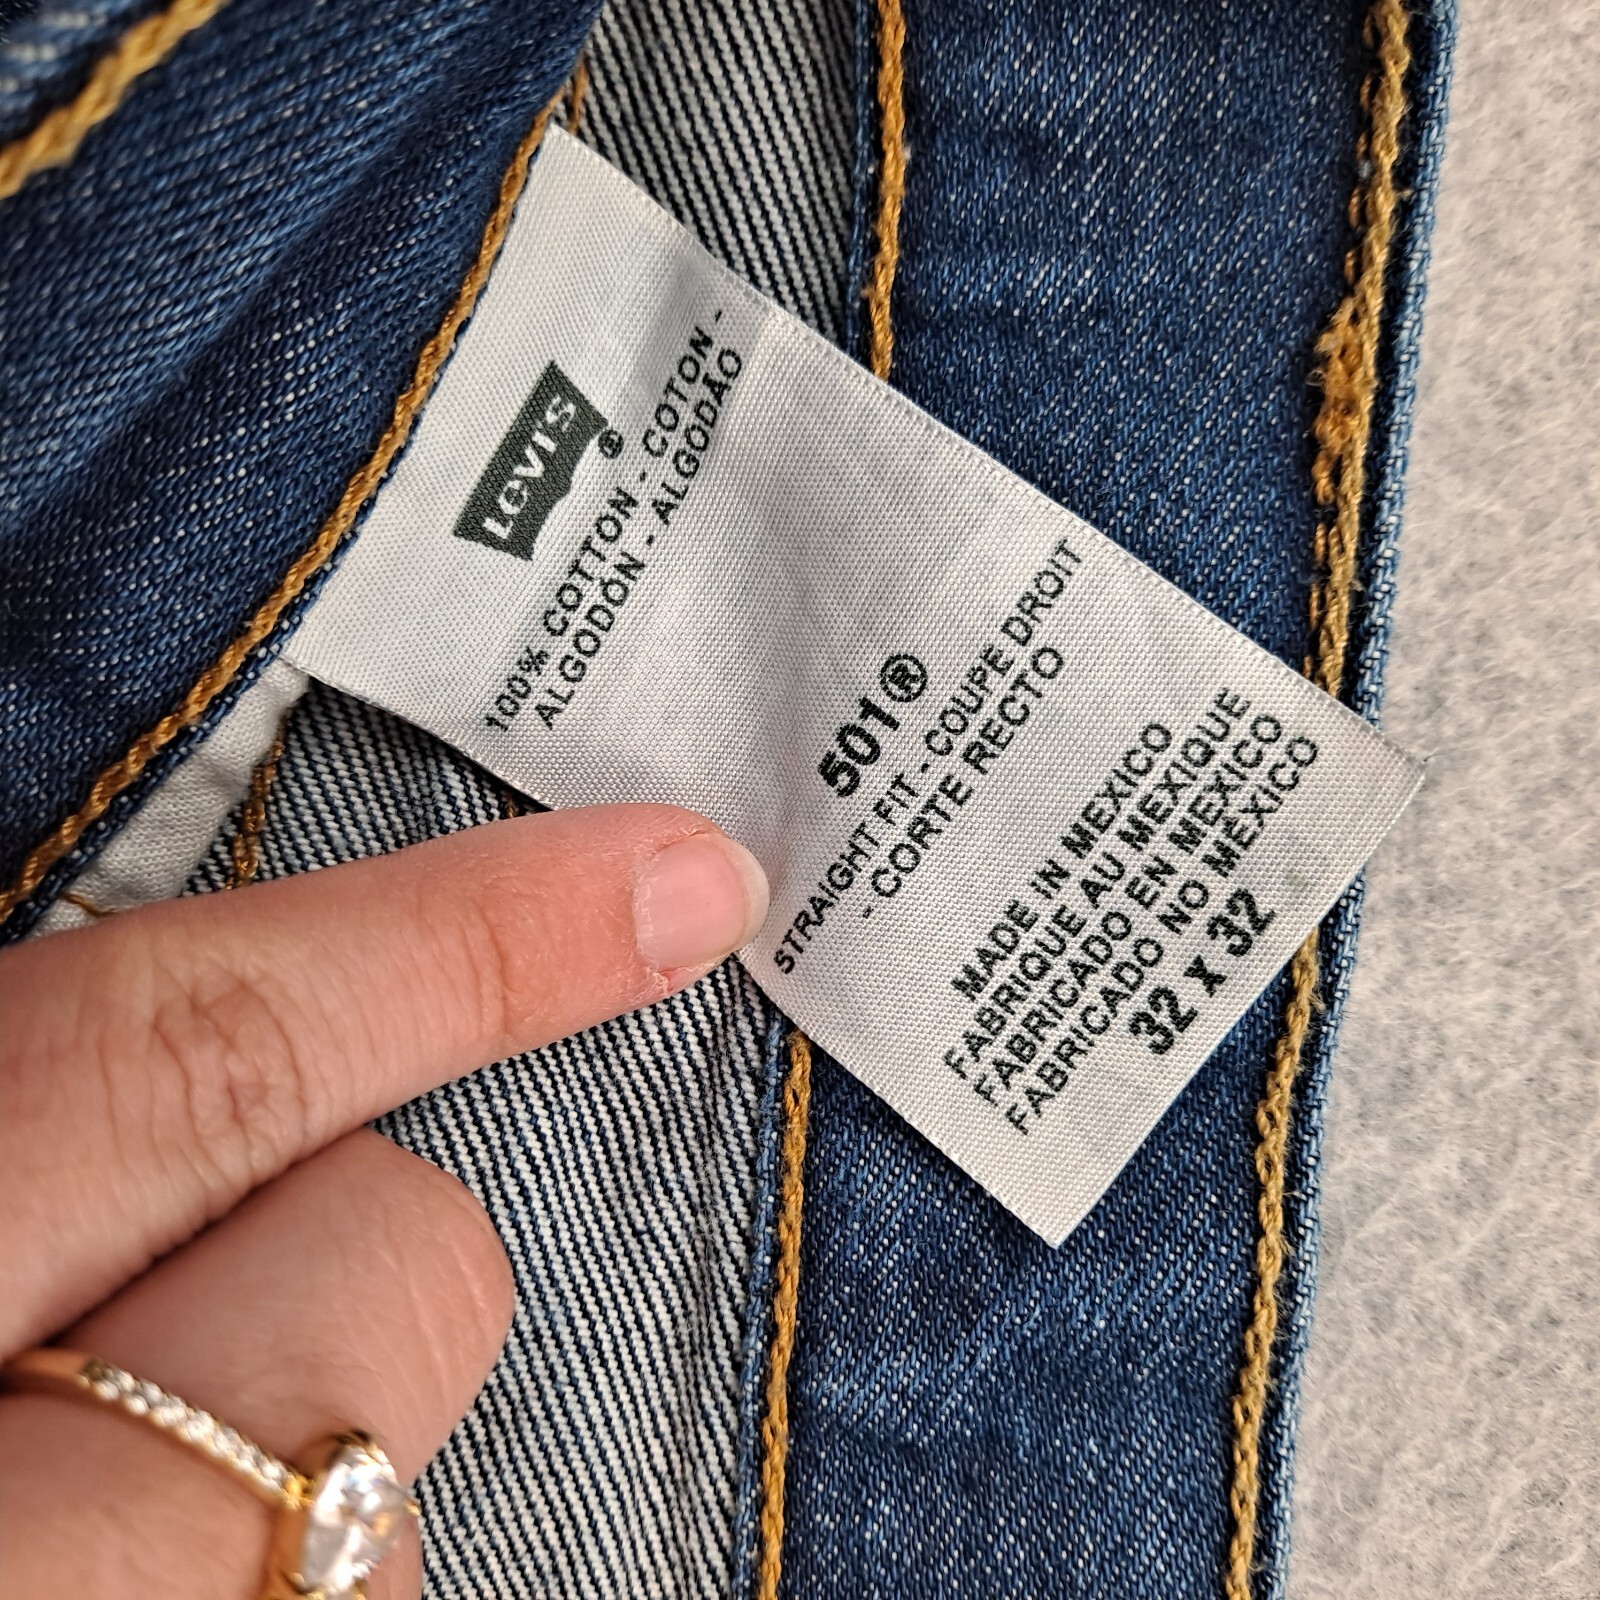 LEVI'S®
100% COTTON - COTTON -
ALGODÓN - ALGODÃO
501®
STRAIGHT FIT - COUPE DROIT
- CORTE RECTO
MADE IN MEXICO
FABRIQUE AU MEXIQUE
FABRICADO EN MEXICO
FABRICADO NO MÉXICO
32 X 32